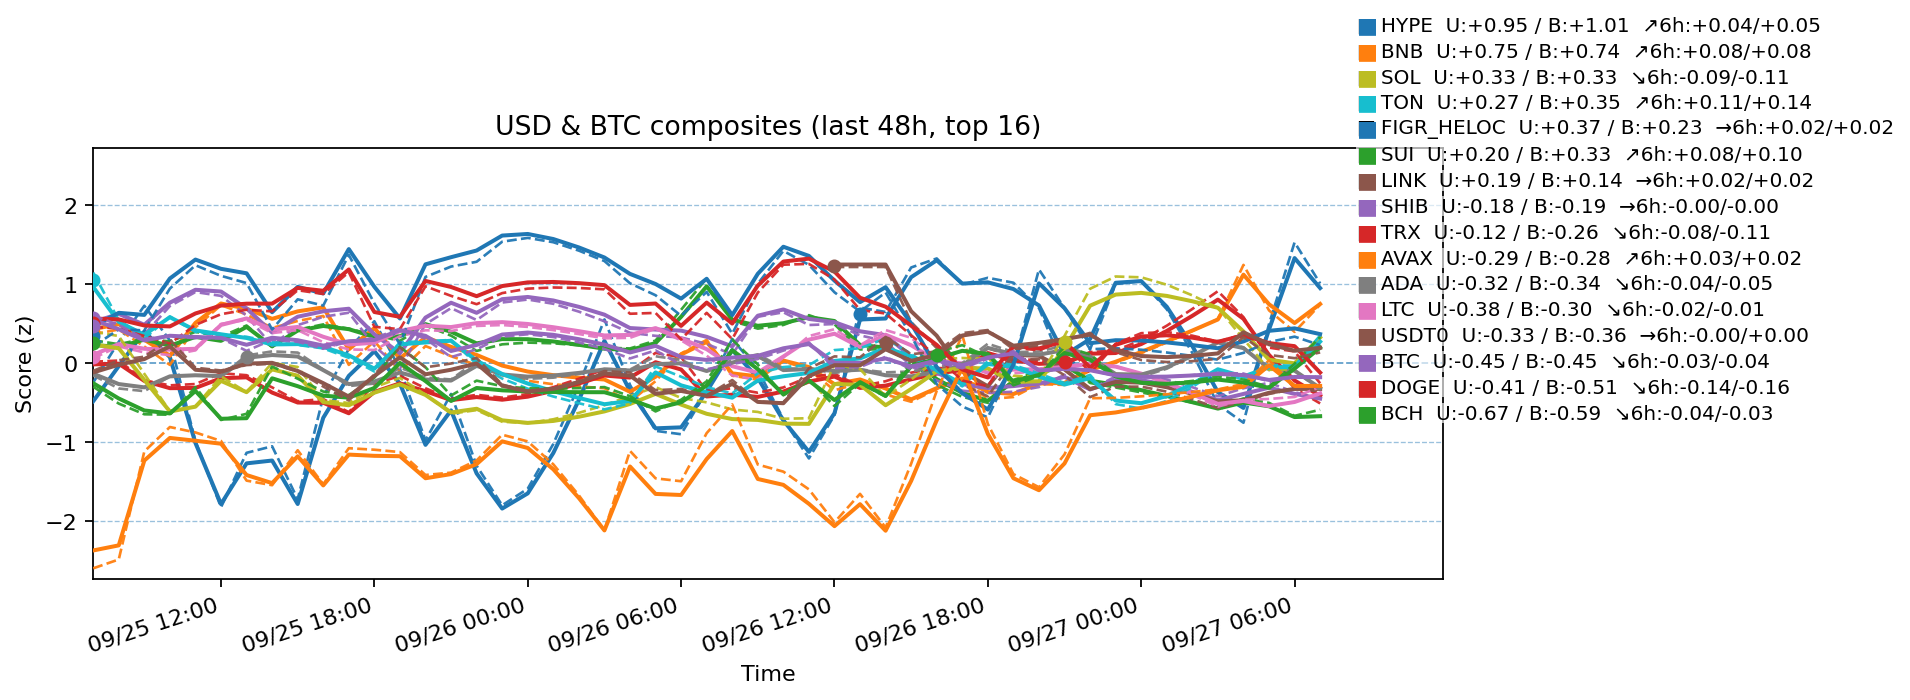 HYPE U:+0.95 / B:+1.01 ↗6h:+0.04/+0.05
BNB U:+0.75 / B:+0.74 ↗6h:+0.08/+0.08
SOL U:+0.33 / B:+0.33 ↘6h:-0.09/-0.11
TON U:+0.27 / B:+0.35 ↗6h:+0.11/+0.14
FIGR_HELOC U:+0.37 / B:+0.23 →6h:+0.02/+0.02
SUI U:+0.20 / B:+0.33 ↗6h:+0.08/+0.10
LINK U:+0.19 / B:+0.14 →6h:+0.02/+0.02
SHIB U:-0.18 / B:-0.19 →6h:-0.00/-0.00
TRX U:-0.12 / B:-0.26 ↘6h:-0.08/-0.11
AVAX U:-0.29 / B:-0.28 ↗6h:+0.03/+0.02
ADA U:-0.32 / B:-0.34 ↘6h:-0.04/-0.05
LTC U:-0.38 / B:-0.30 ↘6h:-0.02/-0.01
USDT0 U:-0.33 / B:-0.36 →6h:-0.00/+0.00
BTC U:-0.45 / B:-0.45 ↘6h:-0.03/-0.04
DOGE U:-0.41 / B:-0.51 ↘6h:-0.14/-0.16
BCH U:-0.67 / B:-0.59 ↘6h:-0.04/-0.03
USD & BTC composites (last 48h, top 16)
Score (z)
2
1
0
−1
−2
09/25 12:00
09/25 18:00
09/26 00:00
09/26 06:00
09/26 12:00
09/26 18:00
09/27 00:00
09/27 06:00
Time